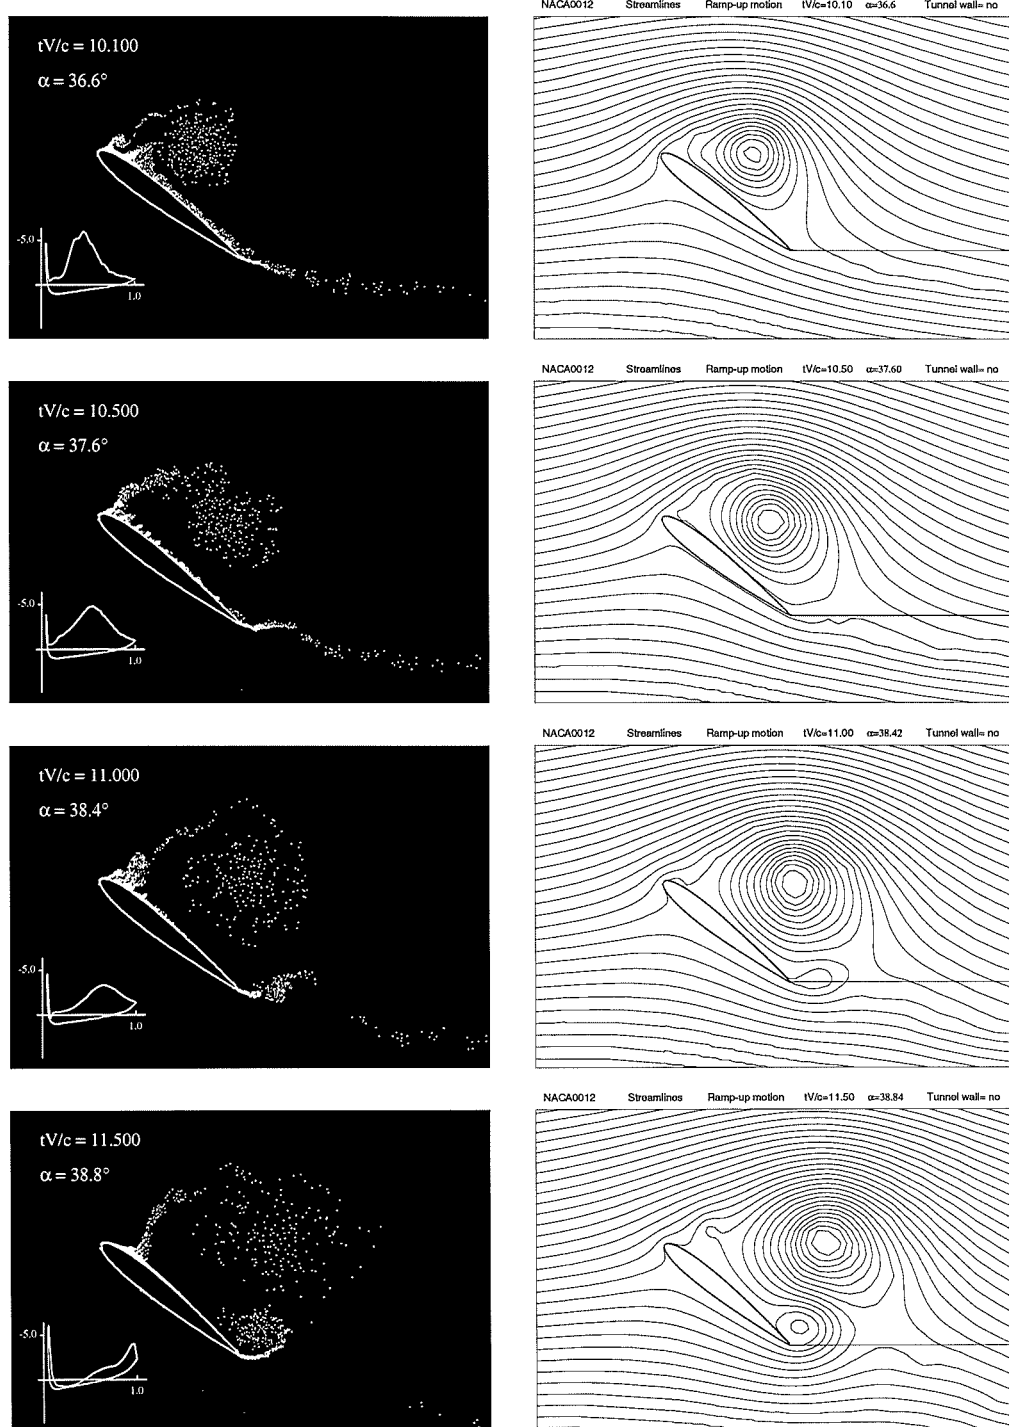 NACA0012 Streamlines Ramp-up motion tV/c=10.10 α=36.6 Tunnel wall= no
tV/c = 10.100
α = 36.6°
-5.0
1.0
NACA0012 Streamlines Ramp-up motion tV/c=10.50 α=37.60 Tunnel wall= no
tV/c = 10.500
α = 37.6°
-5.0
1.0
NACA0012 Streamlines Ramp-up motion tV/c=11.00 α=38.42 Tunnel wall= no
tV/c = 11.000
α = 38.4°
-5.0
1.0
NACA0012 Streamlines Ramp-up motion tV/c=11.50 α=38.84 Tunnel wall= no
tV/c = 11.500
α = 38.8°
-5.0
1.0